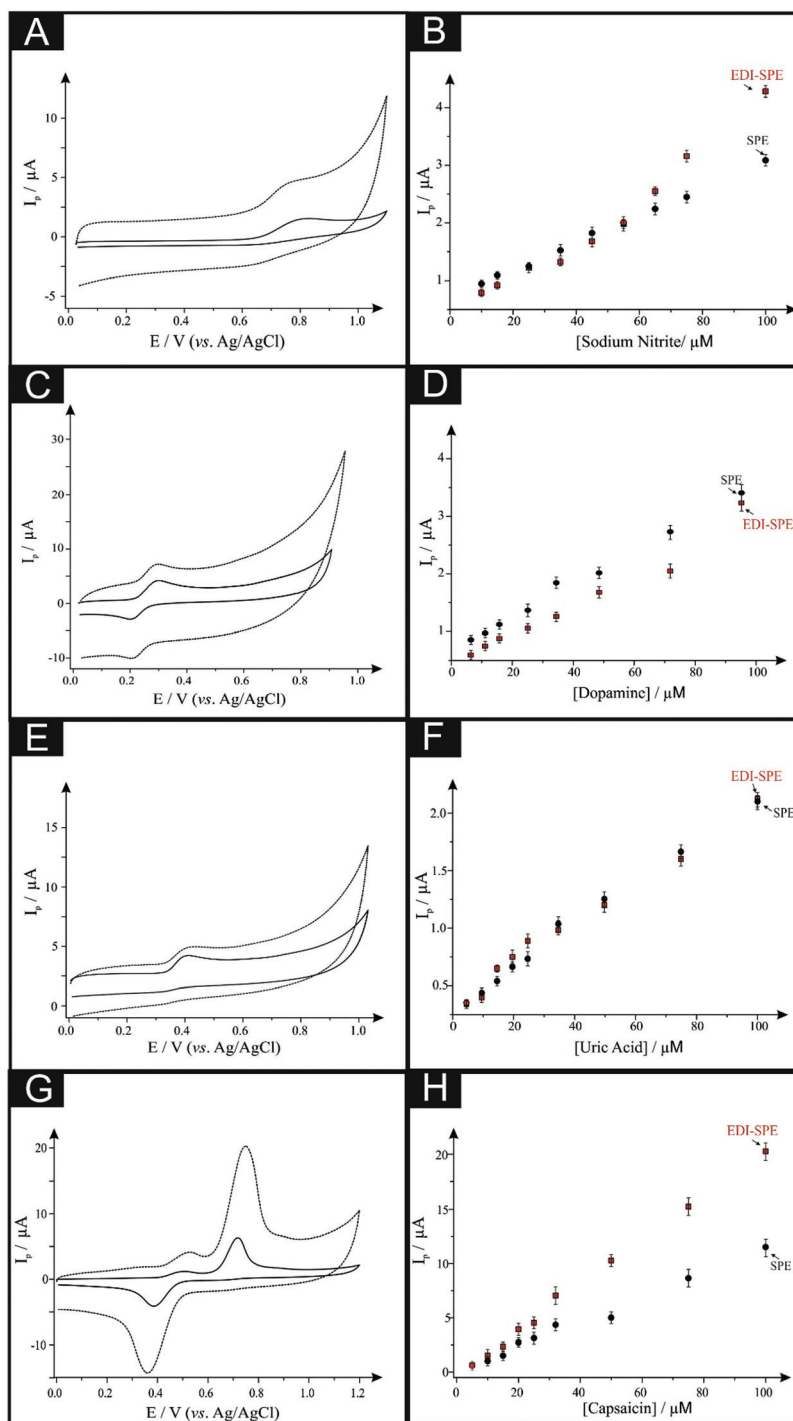 A
10
5
0
-5
I_p / μA
0.0 0.2 0.4 0.6 0.8 1.0
E / V (vs. Ag/AgCl)
B
EDI-SPE
SPE
4
3
2
1
I_p / μA
0 20 40 60 80 100
[Sodium Nitrite/ μM
C
30
20
10
0
-10
I_p / μA
0.0 0.2 0.4 0.6 0.8 1.0
E / V (vs. Ag/AgCl)
D
SPE
EDI-SPE
4
3
2
1
I_p / μA
0 20 40 60 80 100
[Dopamine] / μM
E
15
10
5
0
I_p / μA
0.0 0.2 0.4 0.6 0.8 1.0
E / V (vs. Ag/AgCl)
F
EDI-SPE
SPE
2.0
1.5
1.0
0.5
I_p / μA
0 20 40 60 80 100
[Uric Acid] / μM
G
20
10
0
-10
I_p / μA
0.0 0.2 0.4 0.6 0.8 1.0 1.2
E / V (vs. Ag/AgCl)
H
EDI-SPE
SPE
20
15
10
5
0
I_p / μA
0 20 40 60 80 100
[Capsaicin] / μM